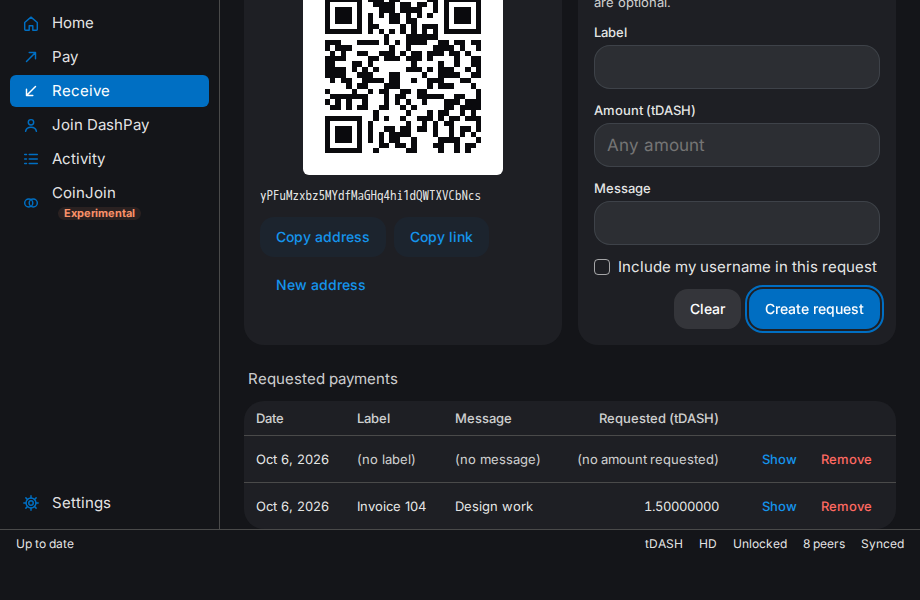 Home
Pay
Receive
Join DashPay
Activity
CoinJoin
Experimental
Settings
yPFuMzxbz5MYdfMaGHq4hi1dQWTXVCbNcs
Copy address
Copy link
New address
are optional.
Label
Amount (tDASH)
Any amount
Message
Include my username in this request
Clear
Create request
Requested payments
Date Label Message Requested (tDASH)
Oct 6, 2026 (no label) (no message) (no amount requested) Show Remove
Oct 6, 2026 Invoice 104 Design work 1.50000000 Show Remove
Up to date tDASH HD Unlocked 8 peers Synced